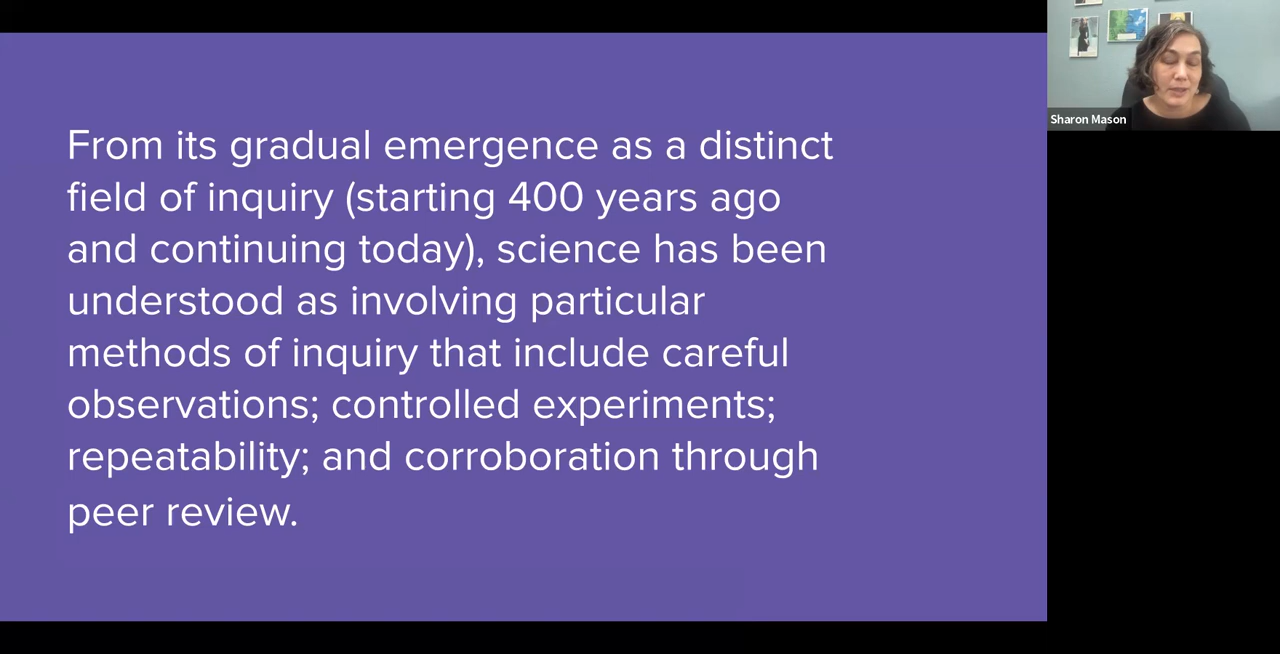 From its gradual emergence as a distinct
field of inquiry (starting 400 years ago
and continuing today), science has been
understood as involving particular
methods of inquiry that include careful
observations; controlled experiments;
repeatability; and corroboration through
peer review.
Sharon Mason